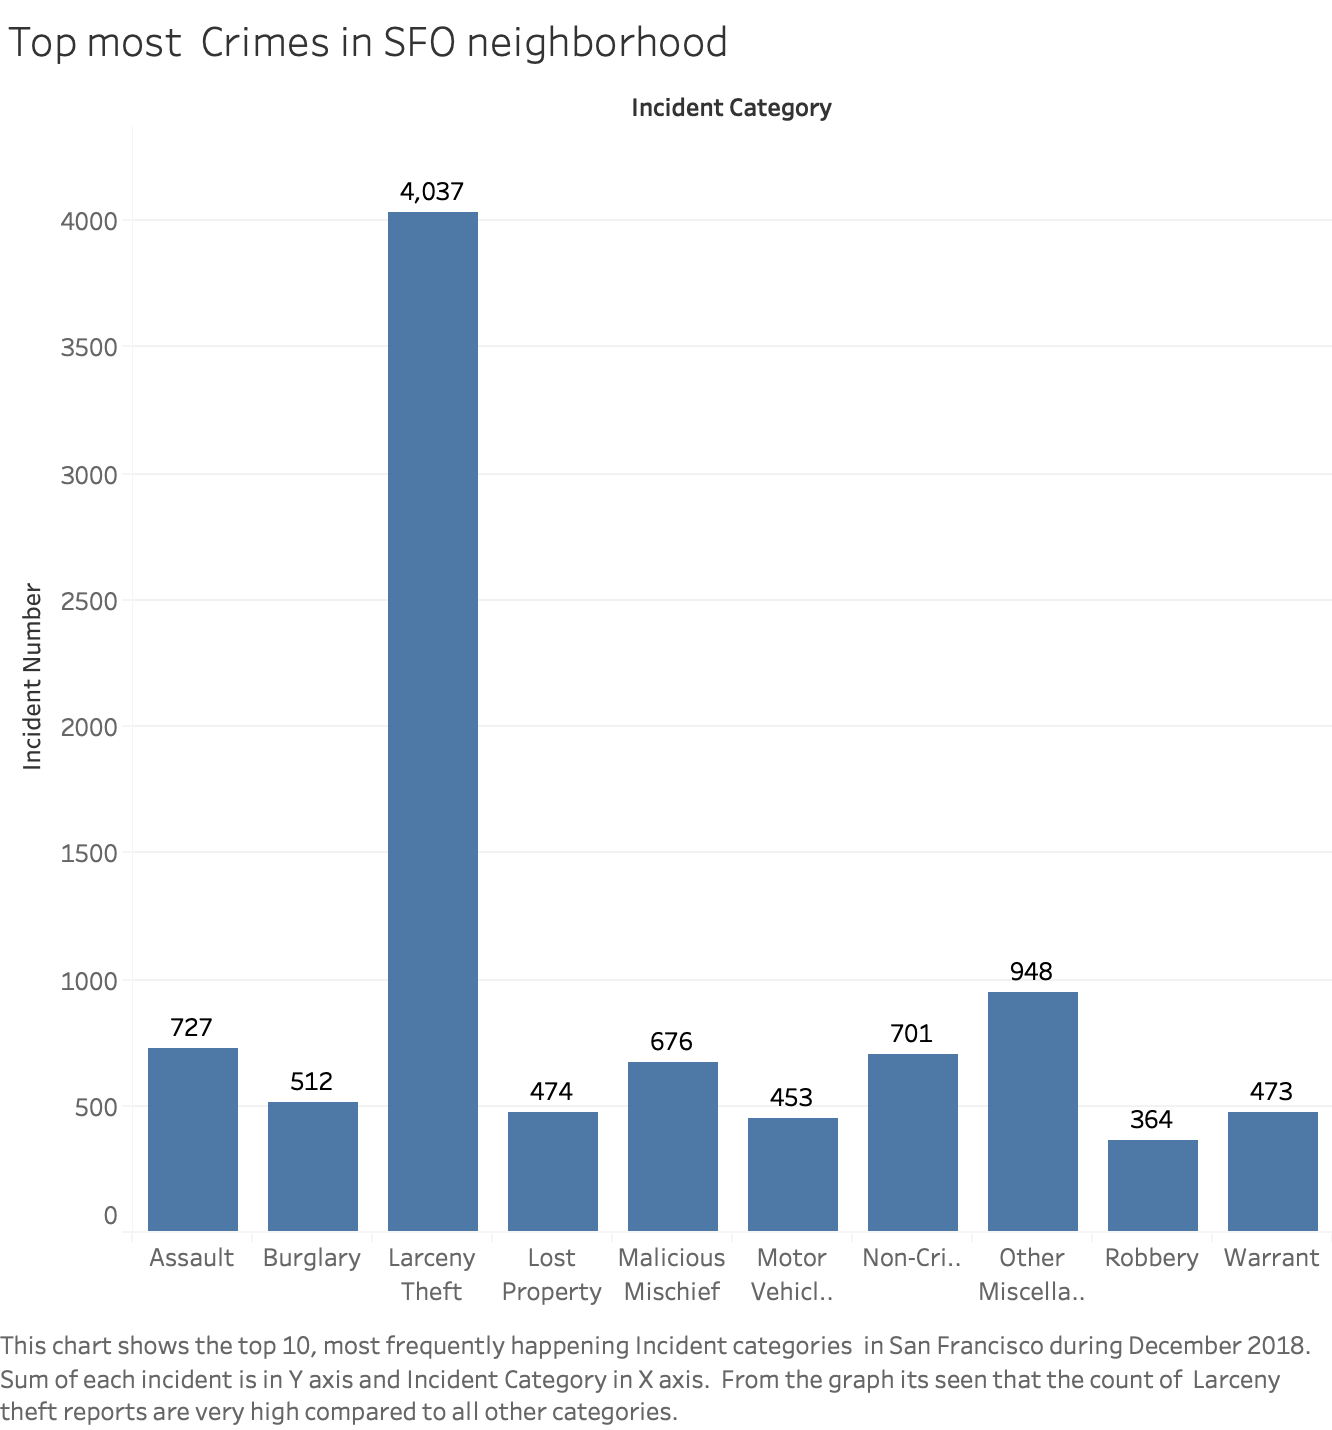 Top most  Crimes in SFO neighborhood
Incident Category
Incident Number
4000
3500
3000
2500
2000
1500
1000
500
0
727
512
4,037
474
676
453
701
948
364
473
Assault
Burglary
Larceny
Theft
Lost
Property
Malicious
Mischief
Motor
Vehicl..
Non-Cri..
Other
Miscella..
Robbery
Warrant
This chart shows the top 10, most frequently happening Incident categories  in San Francisco during December 2018.
Sum of each incident is in Y axis and Incident Category in X axis.  From the graph its seen that the count of  Larceny
theft reports are very high compared to all other categories.